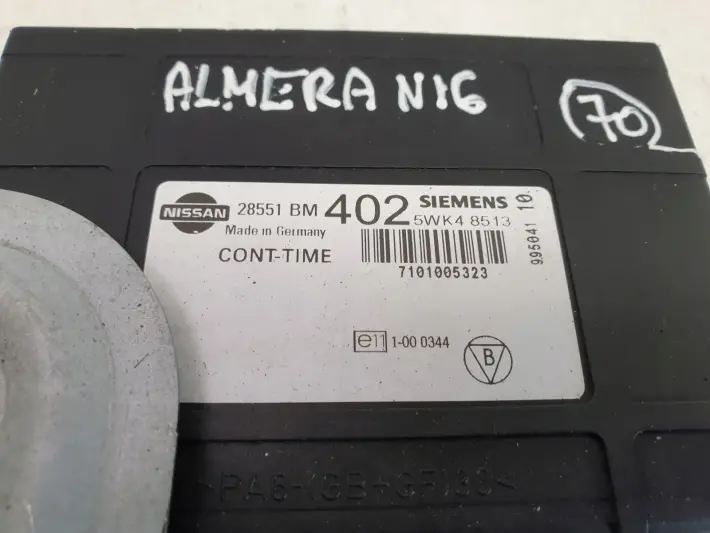 ALMERA N16
70
NISSAN 28551 BM 402 SIEMENS
Made in Germany 5WK4 8513
CONT-TIME
7101005323
995041 10
e11 1-00 0344
B